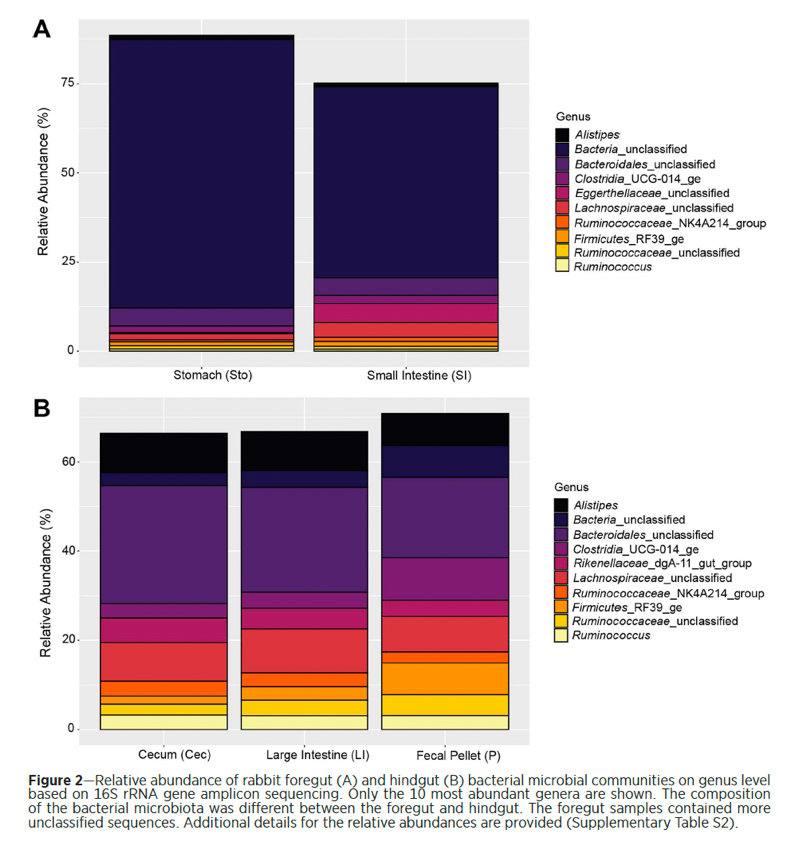 A
Relative Abundance (%)
75
50
25
0
Stomach (Sto)
Small Intestine (SI)
Genus
Alistipes
Bacteria_unclassified
Bacteroidales_unclassified
Clostridia_UCG-014_ge
Eggerthellaceae_unclassified
Lachnospiraceae_unclassified
Ruminococcaceae_NK4A214_group
Firmicutes_RF39_ge
Ruminococcaceae_unclassified
Ruminococcus
B
Relative Abundance (%)
60
40
20
0
Cecum (Cec)
Large Intestine (LI)
Fecal Pellet (P)
Genus
Alistipes
Bacteria_unclassified
Bacteroidales_unclassified
Clostridia_UCG-014_ge
Rikenellaceae_dgA-11_gut_group
Lachnospiraceae_unclassified
Ruminococcaceae_NK4A214_group
Firmicutes_RF39_ge
Ruminococcaceae_unclassified
Ruminococcus
Figure 2—Relative abundance of rabbit foregut (A) and hindgut (B) bacterial microbial communities on genus level
based on 16S rRNA gene amplicon sequencing. Only the 10 most abundant genera are shown. The composition
of the bacterial microbiota was different between the foregut and hindgut. The foregut samples contained more
unclassified sequences. Additional details for the relative abundances are provided (Supplementary Table S2).